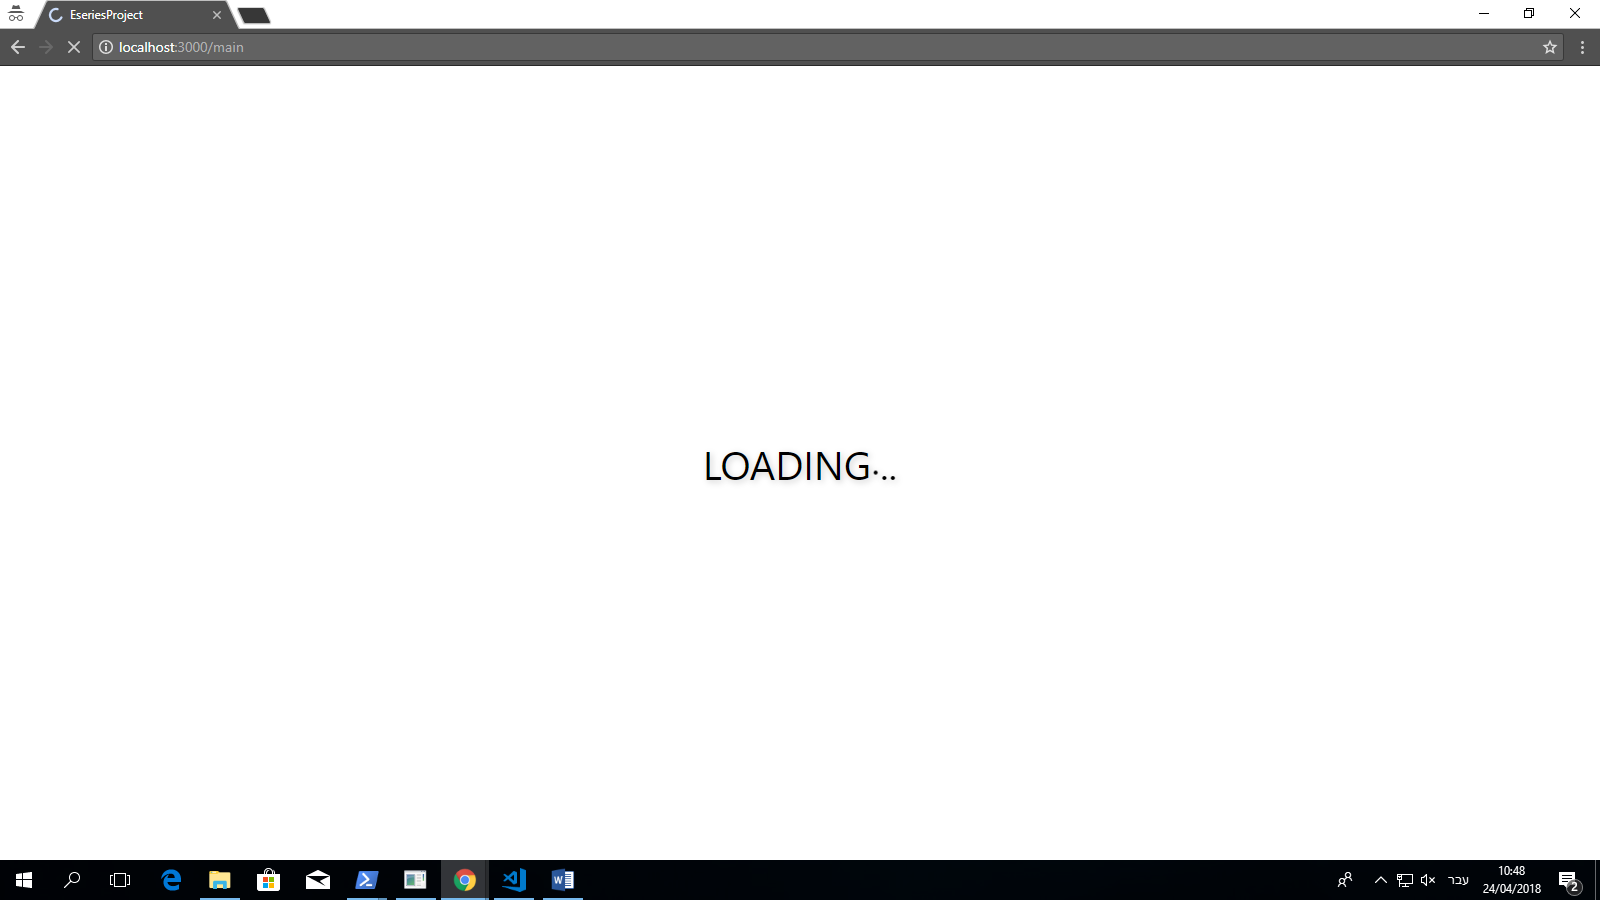 EseriesProject
localhost:3000/main
LOADING...
עבר
10:48
24/04/2018
2